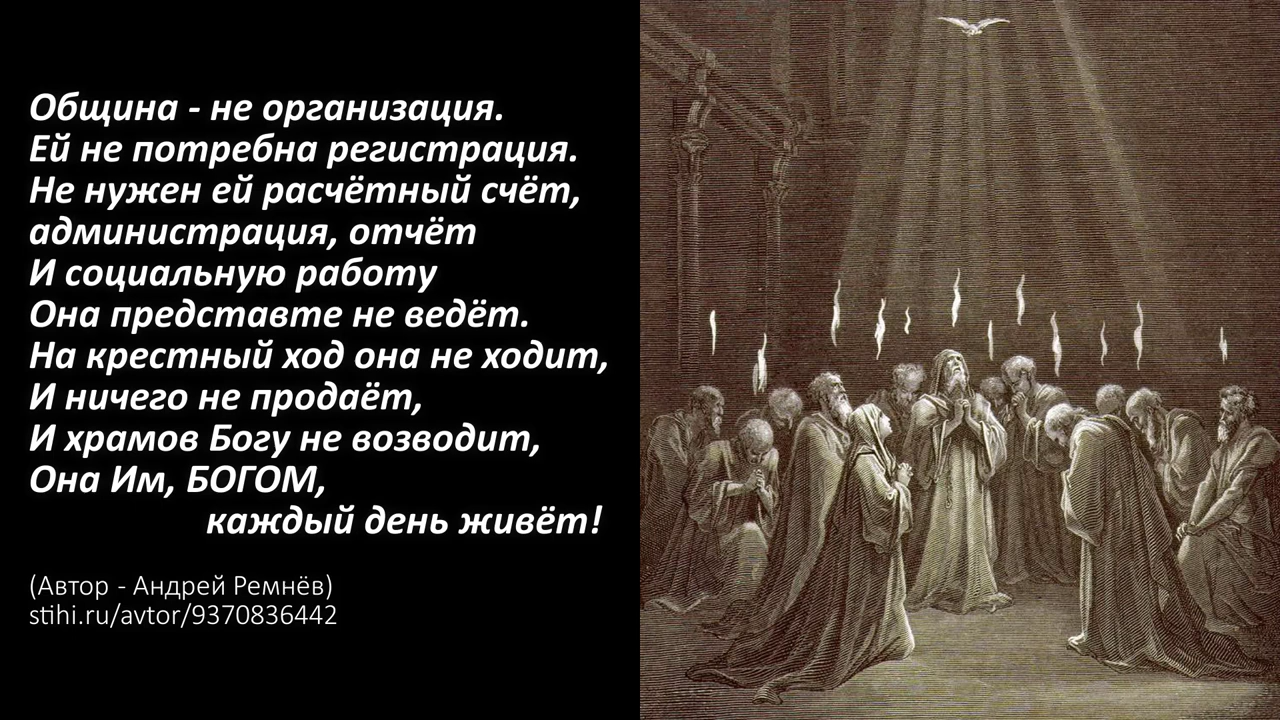 Община - не организация.
Ей не потребна регистрация.
Не нужен ей расчётный счёт,
администрация, отчёт
И социальную работу
Она представте не ведёт.
На крестный ход она не ходит,
И ничего не продаёт,
И храмов Богу не возводит,
Она Им, БОГОМ,
каждый день живёт!
(Автор - Андрей Ремнёв)
stihi.ru/avtor/9370836442